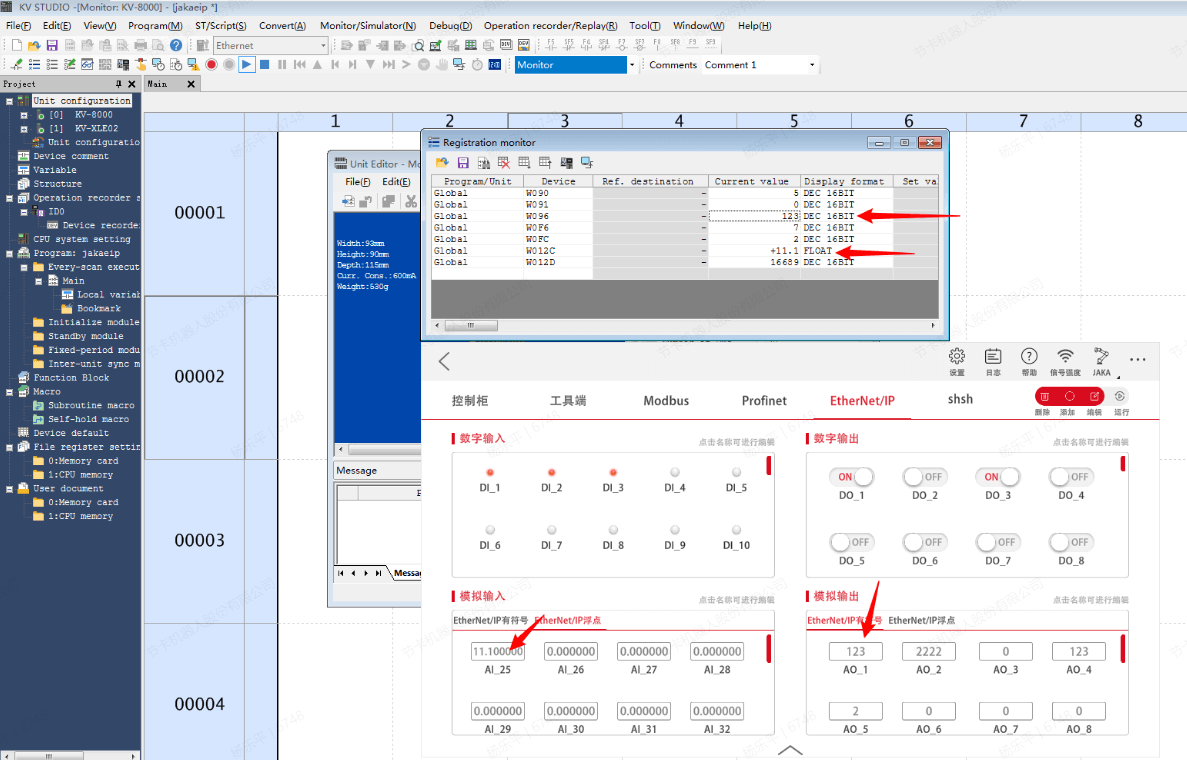 KV STUDIO -[Monitor: KV-8000] - [jakaeip *]
File(F) Edit(E) View(V) Program(M) ST/Script(S) Convert(A) Monitor/Simulator(N) Debug(D) Operation recorder/Replay(R) Tool(T) Window(W) Help(H)
Ethernet
Monitor Comments Comment 1
Project
Main
Unit configuration
[0] KV-8000
[1] KV-XLE02
Unit configuratio
Device comment
Variable
Structure
Operation recorder a
ID0
Device recorde
CPU system setting
Program: jakaeip
Every-scan execut
Main
Local variab
Bookmark
Initialize module
Standby module
Fixed-period modu
Inter-unit sync m
Function Block
Macro
Subroutine macro
Self-hold macro
Device default
File register settin
0:Memory card
1:CPU memory
User document
0:Memory card
1:CPU memory
1 2 3 4 5 6 7 8
00001
00002
00003
00004
Unit Editor - Mo
File(F) Edit(E)
Width:93mm
Height:90mm
Depth:115mm
Curr. Cons.:600mA
Weight:530g
Message
Messag
Registration monitor
Program/Unit Device Ref. destination Current value Display format Set va
Global W090 - 5 DEC 16BIT
Global W091 - 0 DEC 16BIT
Global W096 - 123 DEC 16BIT
Global W0F6 - 7 DEC 16BIT
Global W0FC - 2 DEC 16BIT
Global W012C - +11.1 FLOAT
Global W012D - 16689 DEC 16BIT
设置 日志 帮助 信号强度 JAKA
控制柜 工具端 Modbus Profinet EtherNet/IP shsh
删除 添加 编辑 运行
数字输入 点击名称可进行编辑
DI_1 DI_2 DI_3 DI_4 DI_5
DI_6 DI_7 DI_8 DI_9 DI_10
数字输出 点击名称可进行编辑
ON OFF ON OFF
DO_1 DO_2 DO_3 DO_4
OFF OFF OFF OFF
DO_5 DO_6 DO_7 DO_8
模拟输入 点击名称可进行编辑
EtherNet/IP有符号 EtherNet/IP浮点
11.100000 0.000000 0.000000 0.000000
AI_25 AI_26 AI_27 AI_28
0.000000 0.000000 0.000000 0.000000
AI_29 AI_30 AI_31 AI_32
模拟输出 点击名称可进行编辑
EtherNet/IP有符号 EtherNet/IP浮点
123 2222 0 123
AO_1 AO_2 AO_3 AO_4
2 0 0 0
AO_5 AO_6 AO_7 AO_8